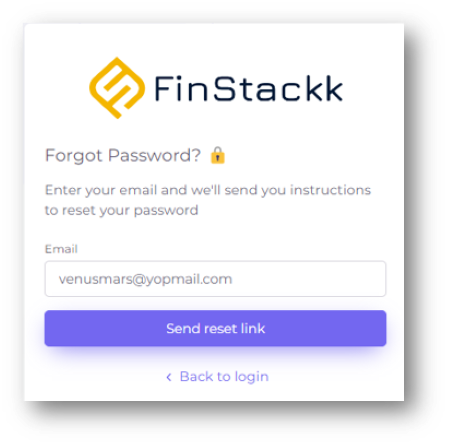 FinStackk
Forgot Password? 🔒
Enter your email and we'll send you instructions
to reset your password
Email
venusmars@yopmail.com
Send reset link
‹ Back to login